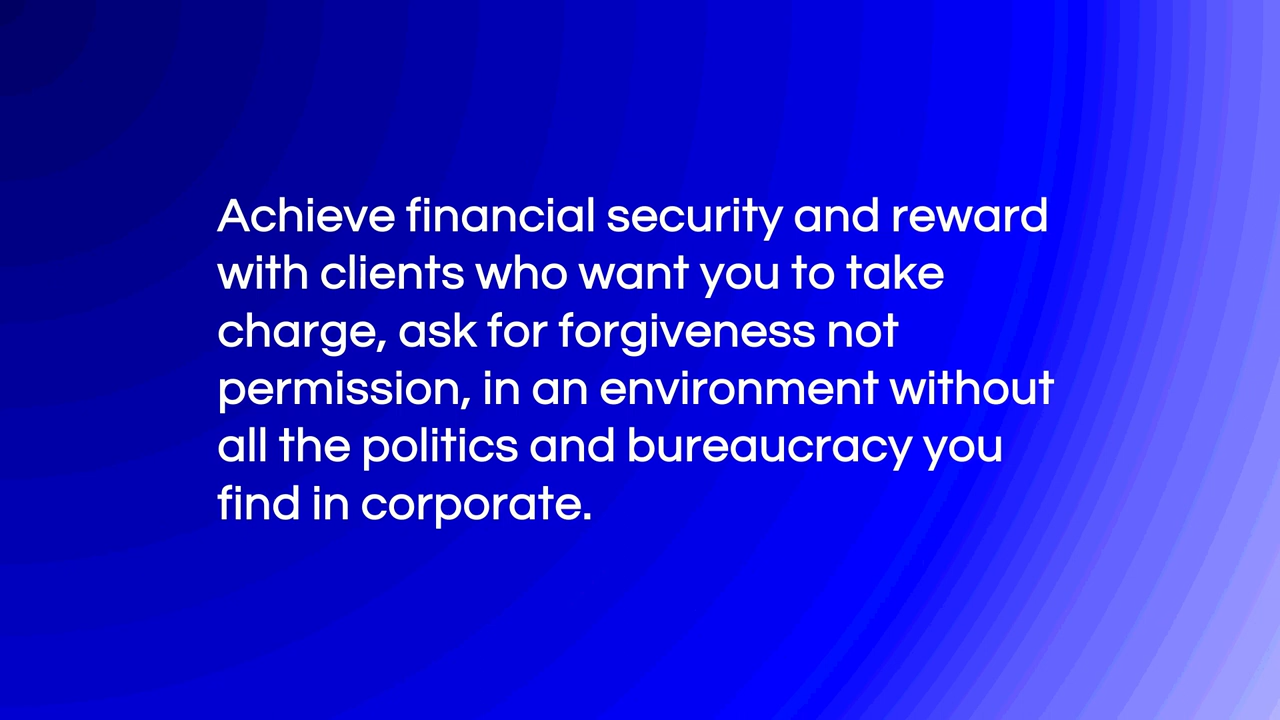 Achieve financial security and reward
with clients who want you to take
charge, ask for forgiveness not
permission, in an environment without
all the politics and bureaucracy you
find in corporate.